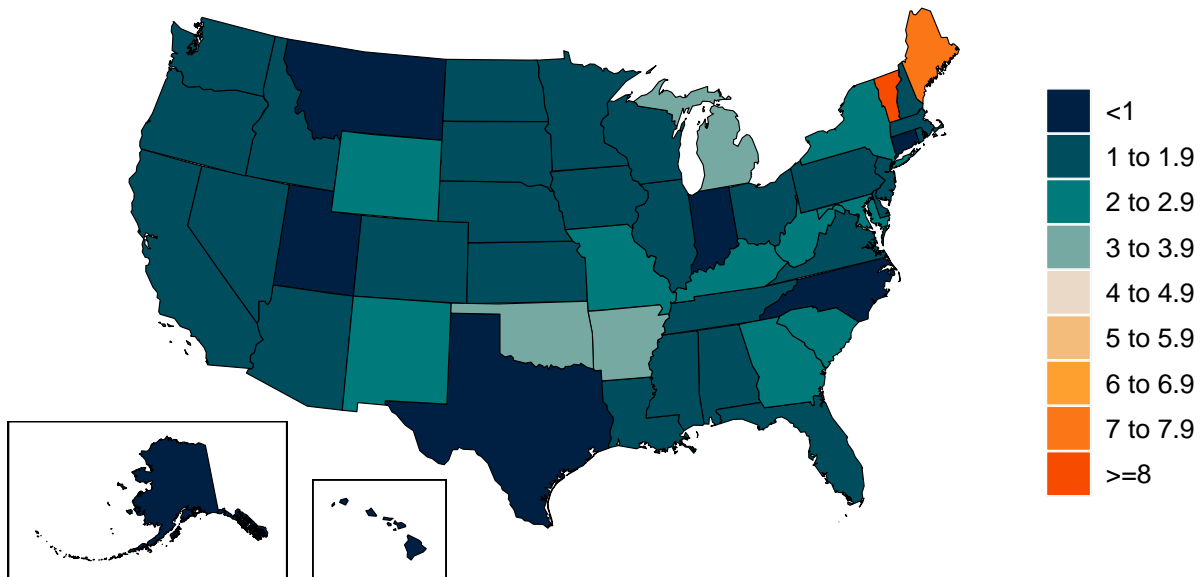 <1
1 to 1.9
2 to 2.9
3 to 3.9
4 to 4.9
5 to 5.9
6 to 6.9
7 to 7.9
>=8